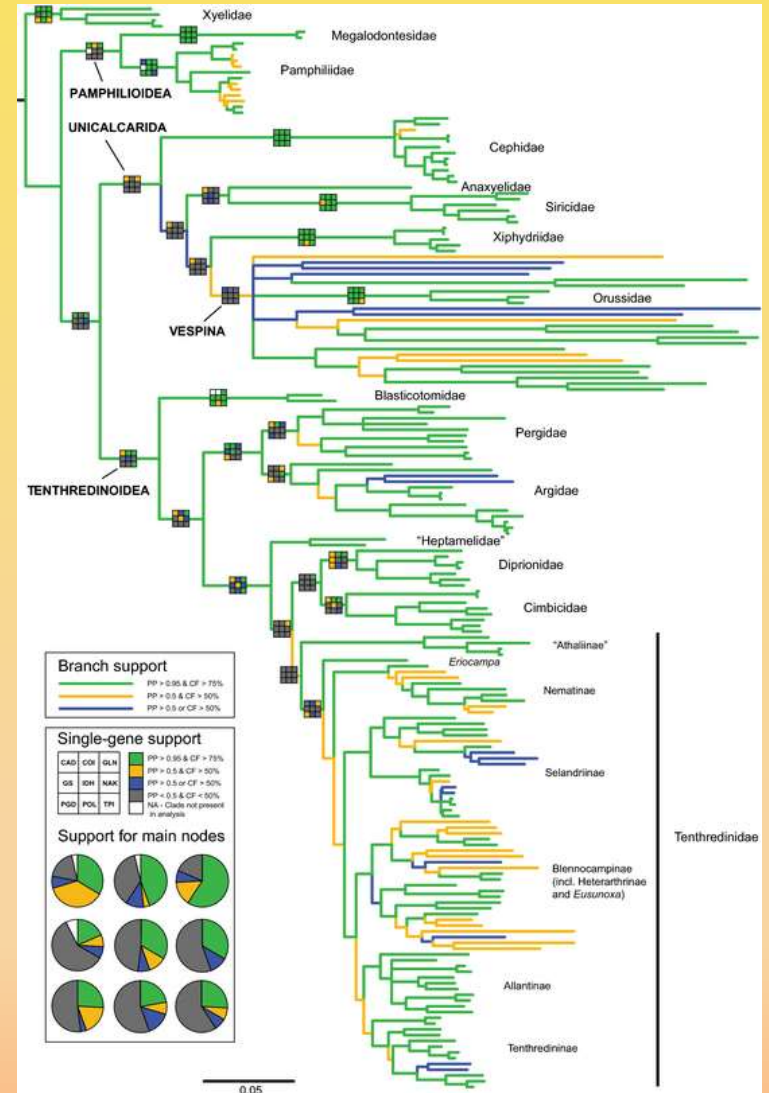 Xyelidae
Megalodontesidae
Pamphiliidae
PAMPHILIOIDEA
UNICALCARIDA
Cephidae
Anaxyelidae
Siricidae
Xiphydriidae
Orussidae
VESPINA
Blasticotomidae
Pergidae
TENTHREDINOIDEA
Argidae
"Heptamelidae"
Diprionidae
Cimbicidae
"Athaliinae"
Eriocampa
Nematinae
Selandriinae
Tenthredinidae
Blennocampinae
(incl. Heterarthrinae
and Eusunoxa)
Allantinae
Tenthredininae
Branch support
PP > 0.95 & CF > 75%
PP > 0.5 & CF > 50%
PP > 0.5 or CF > 50%
Single-gene support
CAD COI GLN
GS IDH NAK
PGD POL TPI
PP > 0.95 & CF > 75%
PP > 0.5 & CF > 50%
PP > 0.5 or CF > 50%
PP < 0.5 & CF < 50%
NA - Clade not present
in analysis
Support for main nodes
0.05